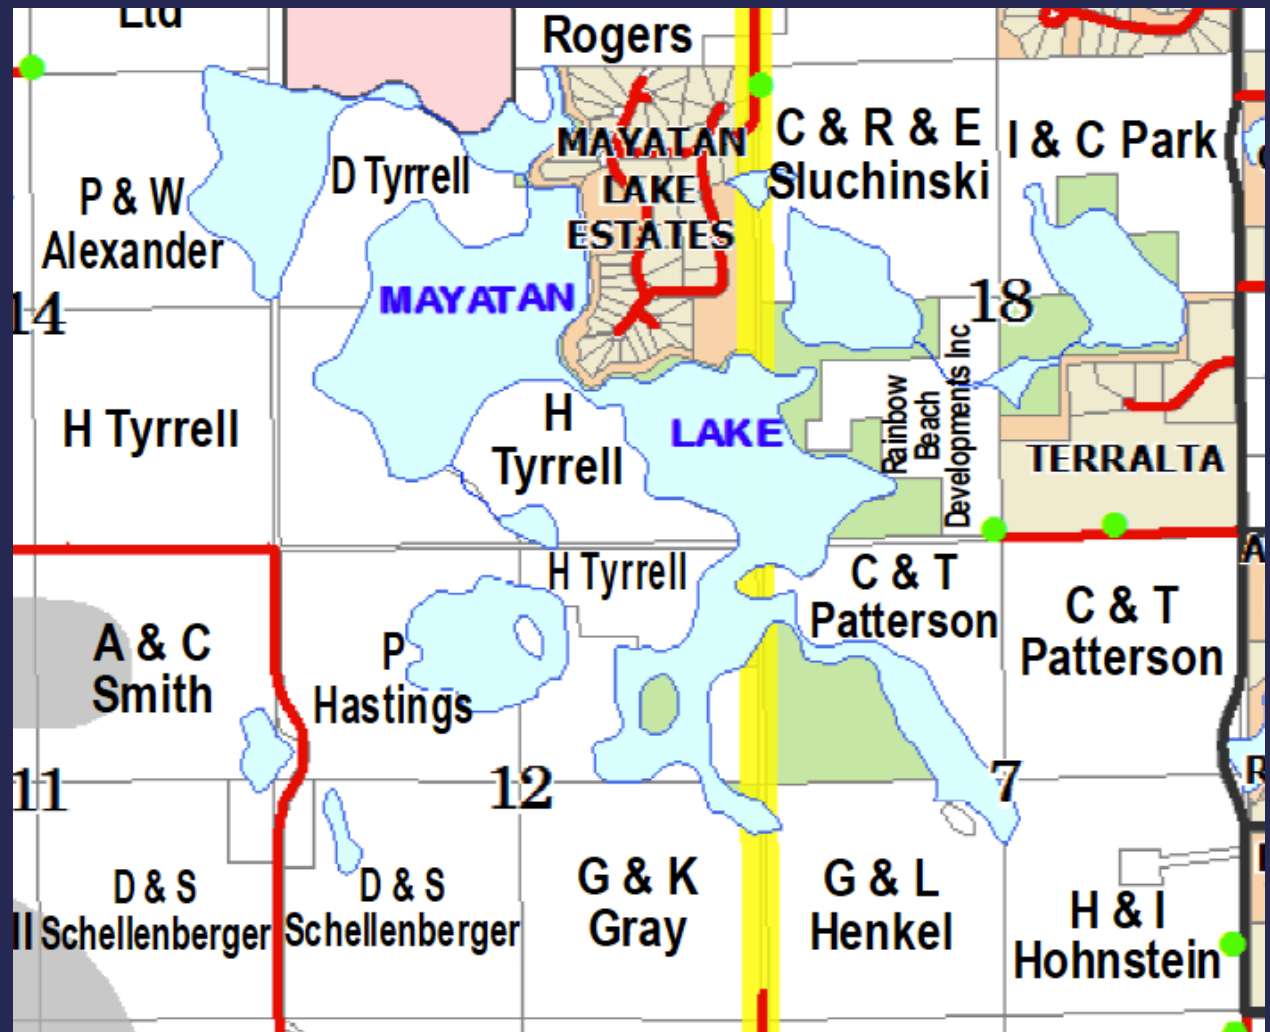 Ltd
Rogers
C & R & E
Sluchinski
I & C Park
MAYATAN
LAKE
ESTATES
D Tyrrell
P & W
Alexander
14
MAYATAN
18
H Tyrrell
H
Tyrrell
LAKE
Rainbow
Beach
Developments Inc
TERRALTA
H Tyrrell
C & T
Patterson
C & T
Patterson
A & C
Smith
P
Hastings
11
12
7
D & S
Schellenberger
D & S
Schellenberger
G & K
Gray
G & L
Henkel
H & I
Hohnstein